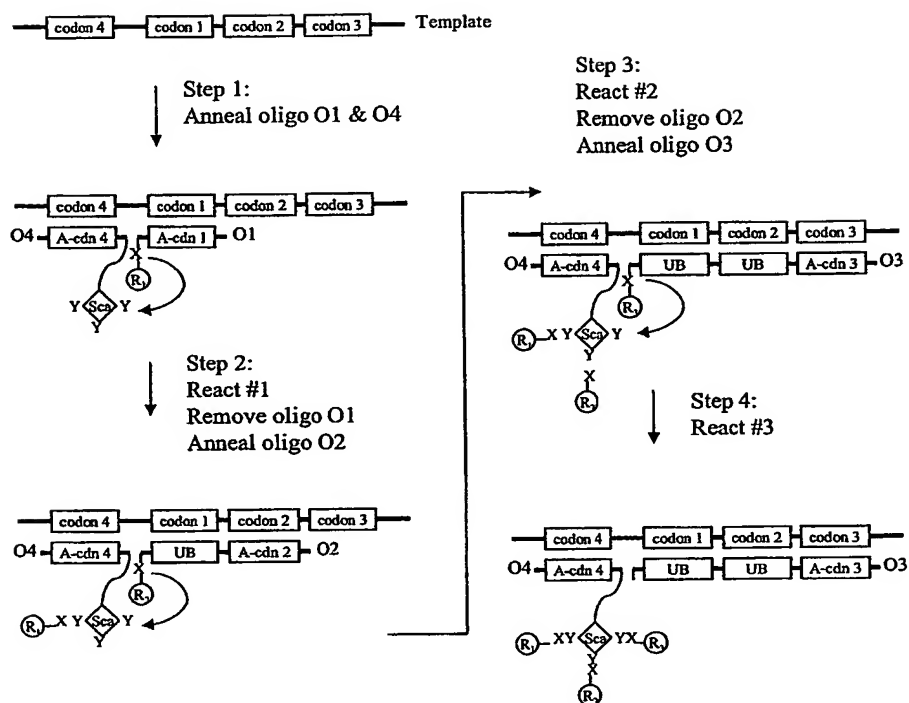 codon 4 codon 1 codon 2 codon 3 Template
Step 1:
Anneal oligo O1 & O4
codon 4 codon 1 codon 2 codon 3
O4 A-cdn 4 A-cdn 1 O1
X
R₁
Y Sca Y
Y
Step 2:
React #1
Remove oligo O1
Anneal oligo O2
codon 4 codon 1 codon 2 codon 3
O4 A-cdn 4 UB A-cdn 2 O2
X
R₁ X Y Sca Y
Y
Step 3:
React #2
Remove oligo O2
Anneal oligo O3
codon 4 codon 1 codon 2 codon 3
O4 A-cdn 4 UB UB A-cdn 3 O3
X
R₁ X Y Sca Y
Y
X
Step 4:
React #3
codon 4 codon 1 codon 2 codon 3
O4 A-cdn 4 UB UB A-cdn 3 O3
R₁ XY Sca YX
Y
X